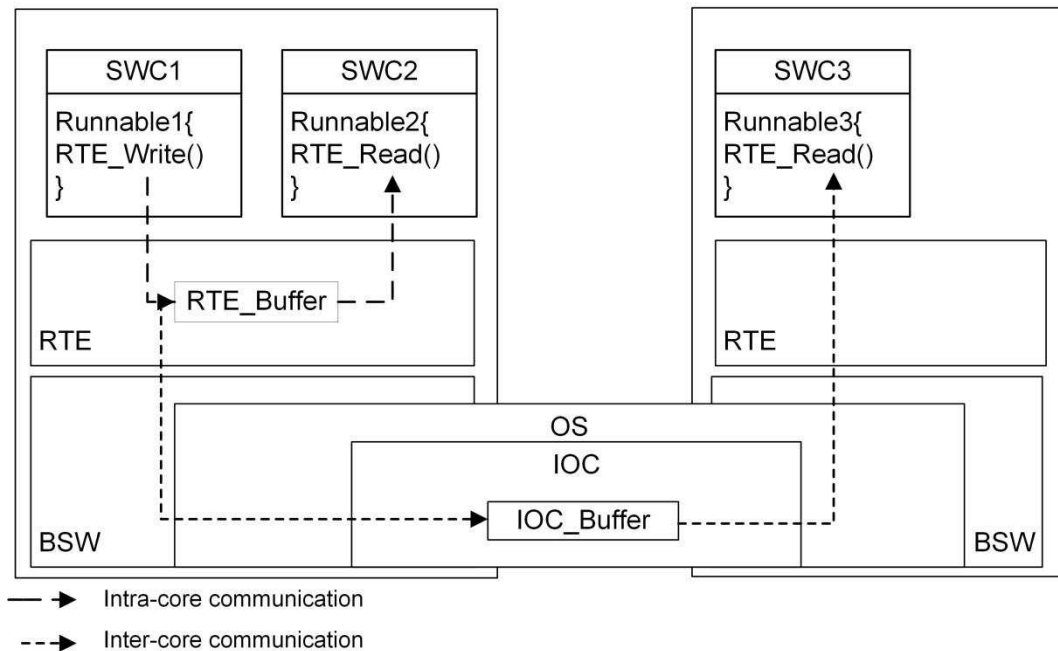 SWC1
Runnable1{
RTE_Write()
}
SWC2
Runnable2{
RTE_Read()
}
SWC3
Runnable3{
RTE_Read()
}
RTE_Buffer
RTE
RTE
OS
IOC
IOC_Buffer
BSW
BSW
Intra-core communication
Inter-core communication